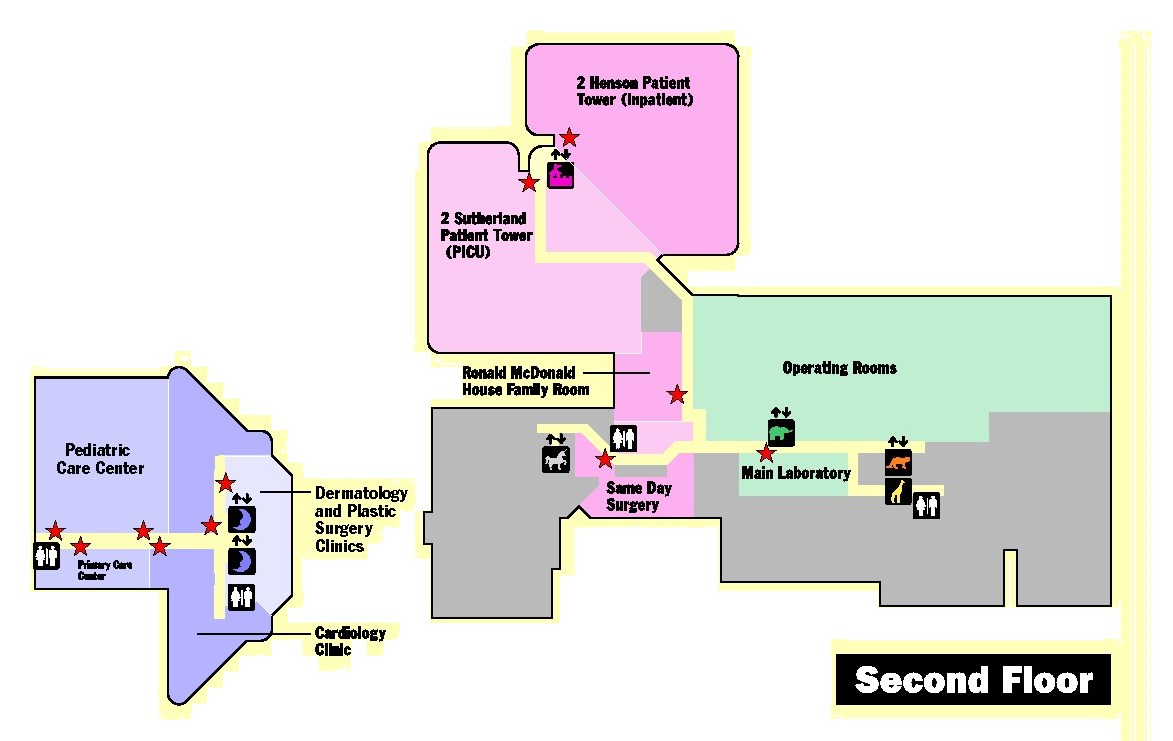 2 Henson Patient
Tower (Inpatient)
2 Sutherland
Patient Tower
(PICU)
Ronald McDonald
House Family Room
Operating Rooms
Pediatric
Care Center
Main Laboratory
Same Day
Surgery
Dermatology
and Plastic
Surgery
Clinics
Primary Care
Center
Cardiology
Clinic
Second Floor